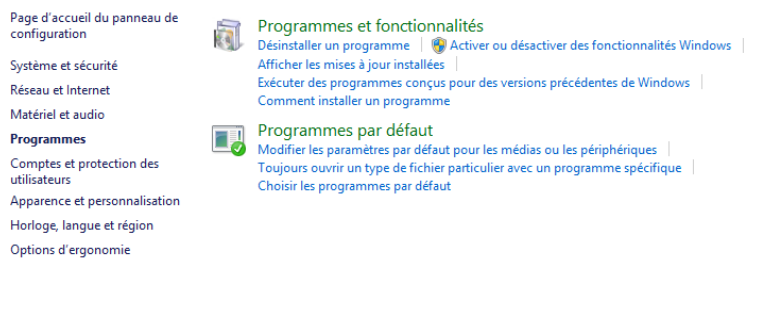 Page d'accueil du panneau de
configuration
Système et sécurité
Réseau et Internet
Matériel et audio
Programmes
Comptes et protection des
utilisateurs
Apparence et personnalisation
Horloge, langue et région
Options d'ergonomie
Programmes et fonctionnalités
Désinstaller un programme | Activer ou désactiver des fonctionnalités Windows |
Afficher les mises à jour installées |
Exécuter des programmes conçus pour des versions précédentes de Windows |
Comment installer un programme
Programmes par défaut
Modifier les paramètres par défaut pour les médias ou les périphériques |
Toujours ouvrir un type de fichier particulier avec un programme spécifique |
Choisir les programmes par défaut